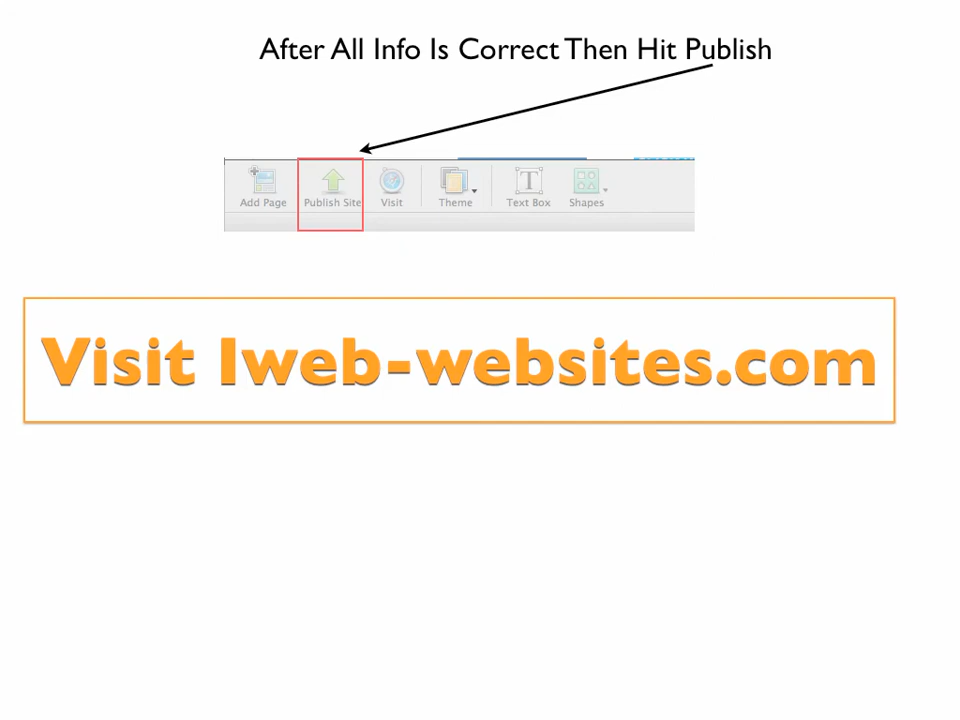 After All Info Is Correct Then Hit Publish
Add Page Publish Site Visit Theme Text Box Shapes
Visit Iweb-websites.com